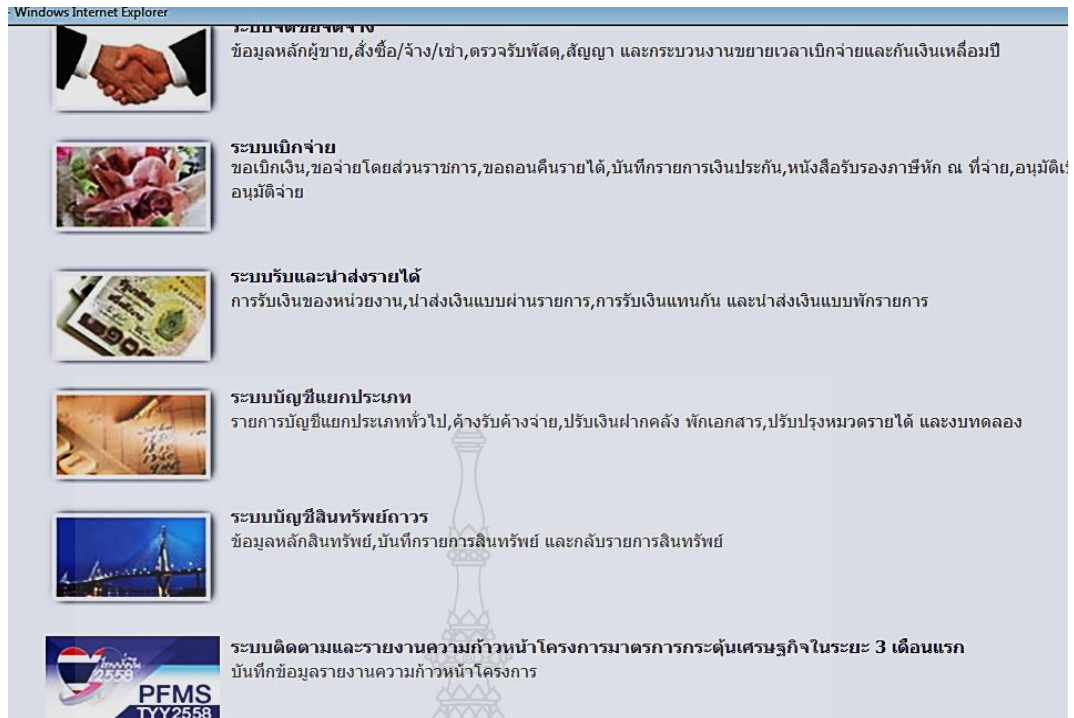 - Windows Internet Explorer
ระบบจัดซื้อจัดจ้าง
ข้อมูลหลักผู้ขาย,สั่งซื้อ/จ้าง/เช่า,ตรวจรับพัสดุ,สัญญา และกระบวนงานขยายเวลาเบิกจ่ายและกันเงินเหลื่อมปี
ระบบเบิกจ่าย
ขอเบิกเงิน,ขอจ่ายโดยส่วนราชการ,ขอถอนคืนรายได้,บันทึกรายการเงินประกัน,หนังสือรับรองภาษีหัก ณ ที่จ่าย,
อนุมัติจ่าย
ระบบรับและนำส่งรายได้
การรับเงินของหน่วยงาน,นำส่งเงินแบบผ่านรายการ,การรับเงินแทนกัน และนำส่งเงินแบบพักรายการ
ระบบบัญชีแยกประเภท
รายการบัญชีแยกประเภททั่วไป,ค้างรับค้างจ่าย,ปรับเงินฝากคลัง พักเอกสาร,ปรับปรุงหมวดรายได้ และงบทดลอง
ระบบบัญชีสินทรัพย์ถาวร
ข้อมูลหลักสินทรัพย์,บันทึกรายการสินทรัพย์ และกลับรายการสินทรัพย์
ระบบติดตามและรายงานความก้าวหน้าโครงการมาตรการกระตุ้นเศรษฐกิจในระยะ 3 เดือนแรก
บันทึกข้อมูลรายงานความก้าวหน้าโครงการ
2558
PFMS
TYY2558